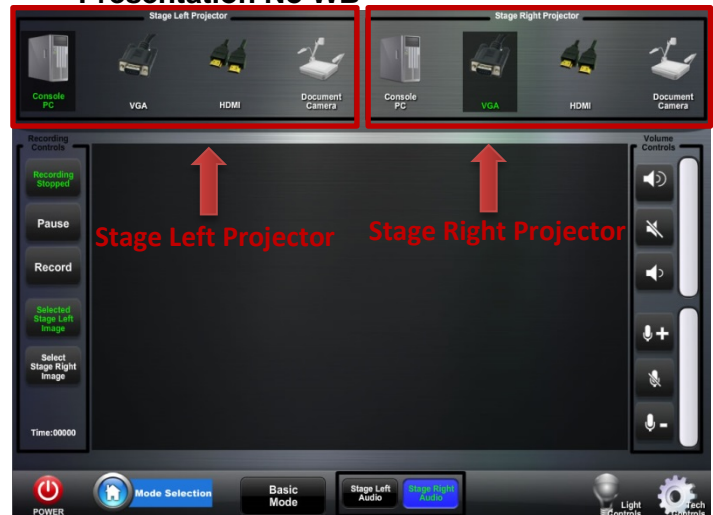 Presentation No WB
Stage Left Projector
Stage Right Projector
Console
PC
VGA
HDMI
Document
Camera
Console
PC
VGA
HDMI
Document
Camera
Recording
Controls
Volume
Controls
Recording
Stopped
Pause
Stage Left Projector
Stage Right Projector
Record
Selected
Stage Left
Image
Select
Stage Right
Image
Time:00000
POWER
Mode Selection
Basic
Mode
Stage Left
Audio
Stage Right
Audio
Light
Controls
Tech
Controls